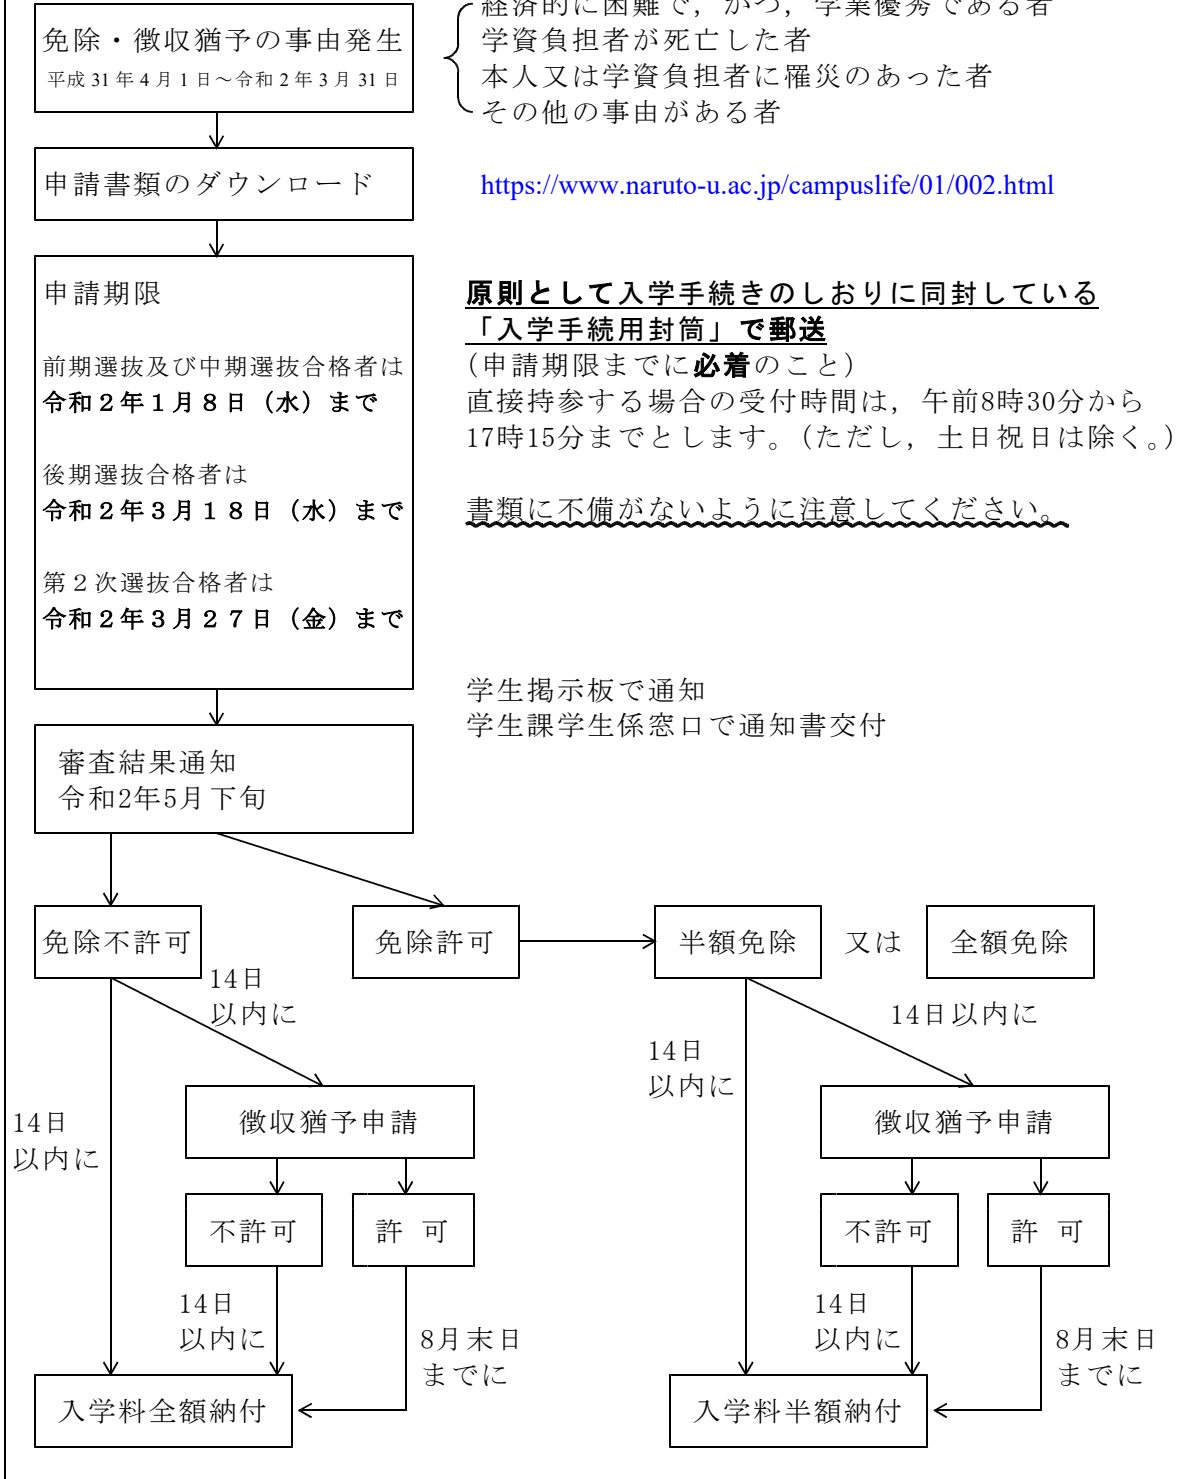 経済的に困難で，かつ，学業優秀である者
免除・徴収猶予の事由発生
平成 31 年 4 月 1 日～令和 2 年 3 月 31 日
学資負担者が死亡した者
本人又は学資負担者に罹災のあった者
その他の事由がある者
申請書類のダウンロード
https://www.naruto-u.ac.jp/campuslife/01/002.html
申請期限
前期選抜及び中期選抜合格者は
令和２年１月８日（水）まで
後期選抜合格者は
令和２年３月１８日（水）まで
第２次選抜合格者は
令和２年３月２７日（金）まで
原則として入学手続きのしおりに同封している
「入学手続用封筒」で郵送
（申請期限までに必着のこと）
直接持参する場合の受付時間は，午前8時30分から
17時15分までとします。（ただし，土日祝日は除く。）
書類に不備がないように注意してください。
学生掲示板で通知
学生課学生係窓口で通知書交付
審査結果通知
令和2年5月下旬
免除不許可
免除許可
半額免除
又は
全額免除
14日
以内に
14日以内に
14日
以内に
14日
以内に
徴収猶予申請
徴収猶予申請
不許可
許 可
不許可
許 可
14日
以内に
8月末日
までに
14日
以内に
8月末日
までに
入学料全額納付
入学料半額納付